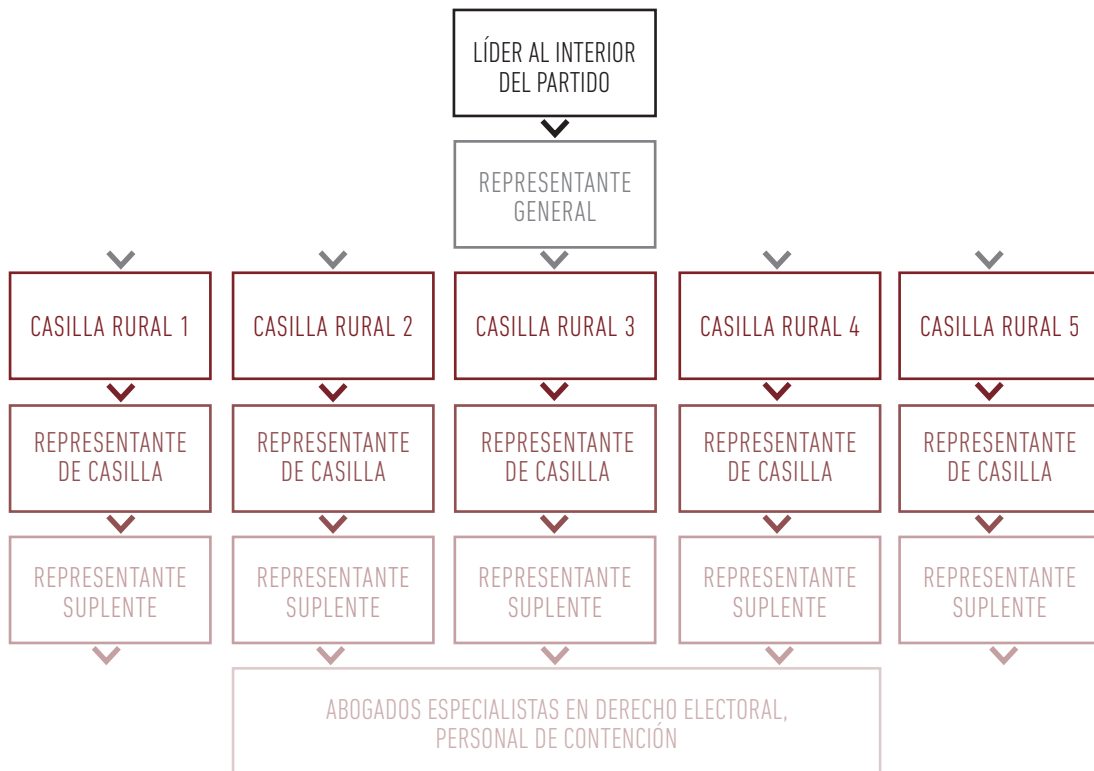 LÍDER AL INTERIOR
DEL PARTIDO
REPRESENTANTE
GENERAL
CASILLA RURAL 1
CASILLA RURAL 2
CASILLA RURAL 3
CASILLA RURAL 4
CASILLA RURAL 5
REPRESENTANTE
DE CASILLA
REPRESENTANTE
DE CASILLA
REPRESENTANTE
DE CASILLA
REPRESENTANTE
DE CASILLA
REPRESENTANTE
DE CASILLA
REPRESENTANTE
SUPLENTE
REPRESENTANTE
SUPLENTE
REPRESENTANTE
SUPLENTE
REPRESENTANTE
SUPLENTE
REPRESENTANTE
SUPLENTE
ABOGADOS ESPECIALISTAS EN DERECHO ELECTORAL,
PERSONAL DE CONTENCIÓN